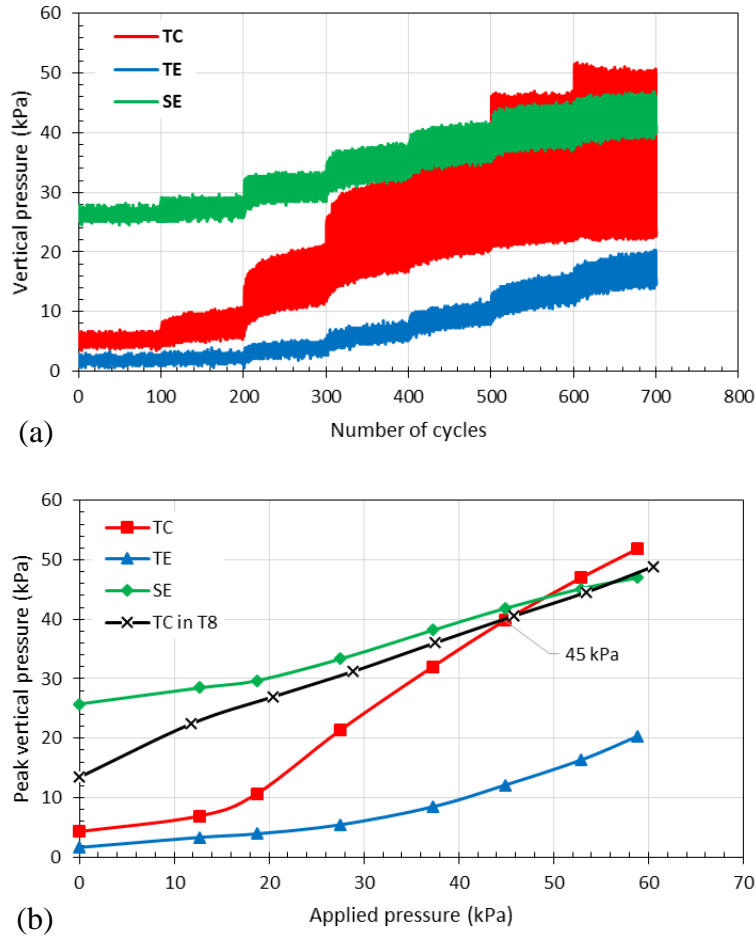 60
50
40
30
20
10
0
Vertical pressure (kPa)
TC
TE
SE
0 100 200 300 400 500 600 700 800
Number of cycles
(a)
60
50
40
30
20
10
0
Peak vertical pressure (kPa)
TC
TE
SE
TC in T8
45 kPa
0 10 20 30 40 50 60 70
Applied pressure (kPa)
(b)